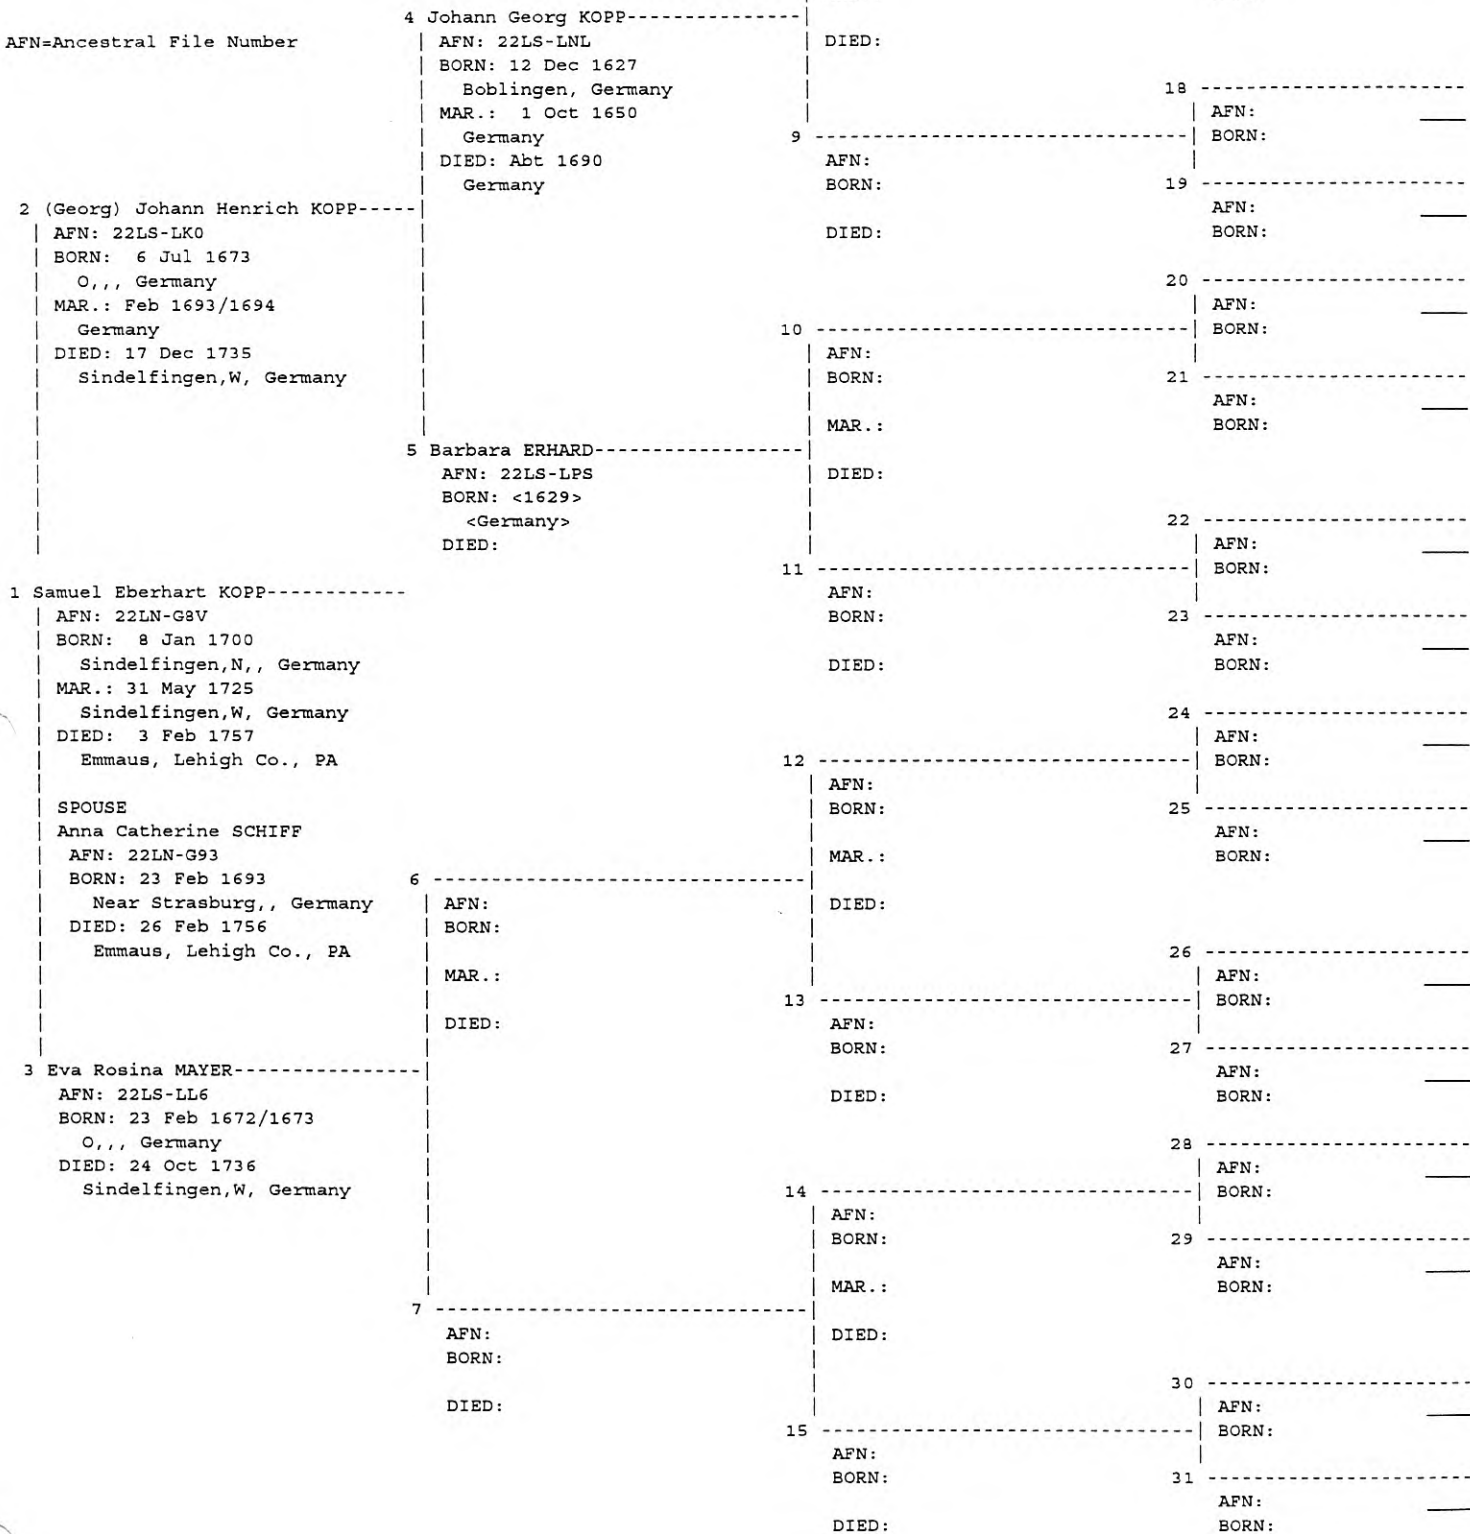 DIED:
4 Johann Georg KOPP
AFN=Ancestral File Number
AFN: 22LS-LNL
BORN: 12 Dec 1627
Boblingen, Germany
MAR.: 1 Oct 1650
Germany
DIED: Abt 1690
Germany
2 (Georg) Johann Henrich KOPP
AFN: 22LS-LK0
BORN: 6 Jul 1673
O,,, Germany
MAR.: Feb 1693/1694
Germany
DIED: 17 Dec 1735
Sindelfingen,W, Germany
5 Barbara ERHARD
AFN: 22LS-LPS
BORN: <1629>
<Germany>
DIED:
1 Samuel Eberhart KOPP
AFN: 22LN-G8V
BORN: 8 Jan 1700
Sindelfingen,N,, Germany
MAR.: 31 May 1725
Sindelfingen,W, Germany
DIED: 3 Feb 1757
Emmaus, Lehigh Co., PA
SPOUSE
Anna Catherine SCHIFF
AFN: 22LN-G93
BORN: 23 Feb 1693
Near Strasburg,, Germany
DIED: 26 Feb 1756
Emmaus, Lehigh Co., PA
3 Eva Rosina MAYER
AFN: 22LS-LL6
BORN: 23 Feb 1672/1673
O,,, Germany
DIED: 24 Oct 1736
Sindelfingen,W, Germany
6
AFN:
BORN:
MAR.:
DIED:
7
AFN:
BORN:
DIED:
9
AFN:
BORN:
DIED:
10
AFN:
BORN:
MAR.:
DIED:
11
AFN:
BORN:
DIED:
12
AFN:
BORN:
MAR.:
DIED:
13
AFN:
BORN:
DIED:
14
AFN:
BORN:
MAR.:
DIED:
15
AFN:
BORN:
DIED:
18
AFN:
BORN:
19
AFN:
BORN:
20
AFN:
BORN:
21
AFN:
BORN:
22
AFN:
BORN:
23
AFN:
BORN:
24
AFN:
BORN:
25
AFN:
BORN:
26
AFN:
BORN:
27
AFN:
BORN:
28
AFN:
BORN:
29
AFN:
BORN:
30
AFN:
BORN:
31
AFN:
BORN: